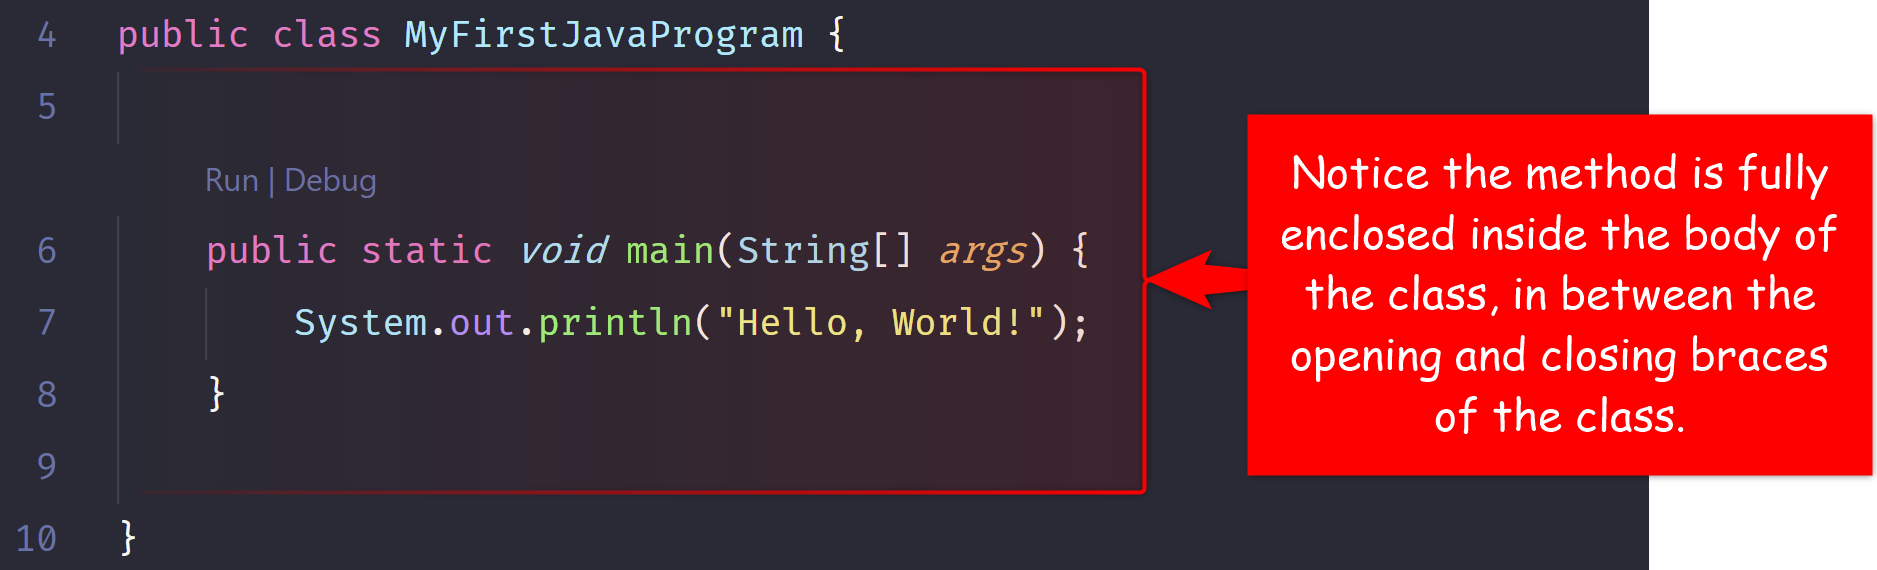 4 public class MyFirstJavaProgram {
5
Run | Debug
6 public static void main(String[] args) {
7 System.out.println("Hello, World!");
8 }
9
10 }
Notice the method is fully
enclosed inside the body of
the class, in between the
opening and closing braces
of the class.